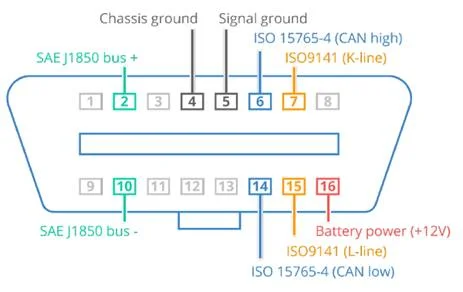 Chassis ground
Signal ground
ISO 15765-4 (CAN high)
SAE J1850 bus +
ISO9141 (K-line)
1 2 3 4 5 6 7 8
9 10 11 12 13 14 15 16
SAE J1850 bus -
Battery power (+12V)
ISO9141 (L-line)
ISO 15765-4 (CAN low)